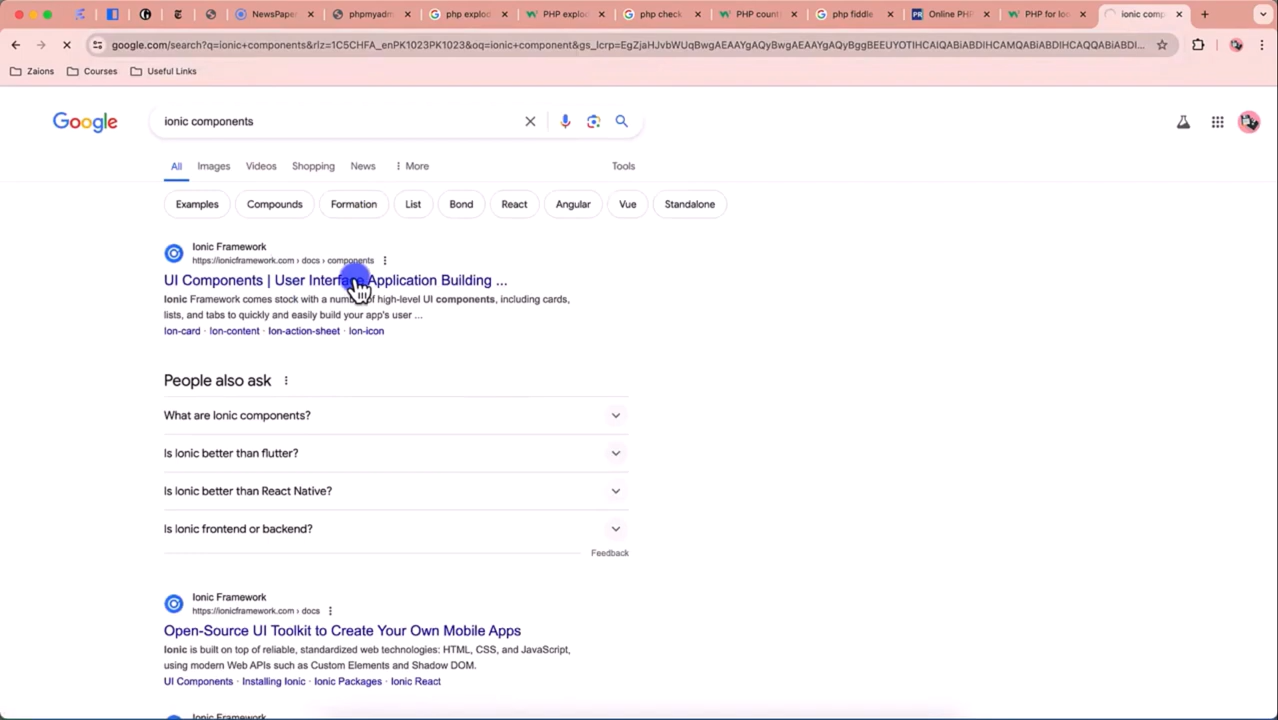 NewsPaper
phpmyadm
php explod
PHP explod
php check
PHP count(
php fiddle
Online PHP
PHP for loo
ionic comp
google.com/search?q=ionic+components&rlz=1C5CHFA_enPK1023PK1023&oq=ionic+component&gs_lcrp=EgZjaHJvbWUqBwgAEAAYgAQyBwgAEAAYgAQyBggBEEUYOTIHCAIQABiABDIHCAMQABiABDIHCAQQABiABDI...
Zaions
Courses
Useful Links
Google
ionic components
All
Images
Videos
Shopping
News
More
Tools
Examples
Compounds
Formation
List
Bond
React
Angular
Vue
Standalone
Ionic Framework
https://ionicframework.com › docs › components
UI Components | User Interface Application Building ...
Ionic Framework comes stock with a number of high-level UI components, including cards,
lists, and tabs to quickly and easily build your app's user ...
Ion-card · Ion-content · Ion-action-sheet · Ion-icon
People also ask
What are Ionic components?
Is Ionic better than flutter?
Is Ionic better than React Native?
Is Ionic frontend or backend?
Feedback
Ionic Framework
https://ionicframework.com › docs
Open-Source UI Toolkit to Create Your Own Mobile Apps
Ionic is built on top of reliable, standardized web technologies: HTML, CSS, and JavaScript,
using modern Web APIs such as Custom Elements and Shadow DOM.
UI Components · Installing Ionic · Ionic Packages · Ionic React
Ionic Framework